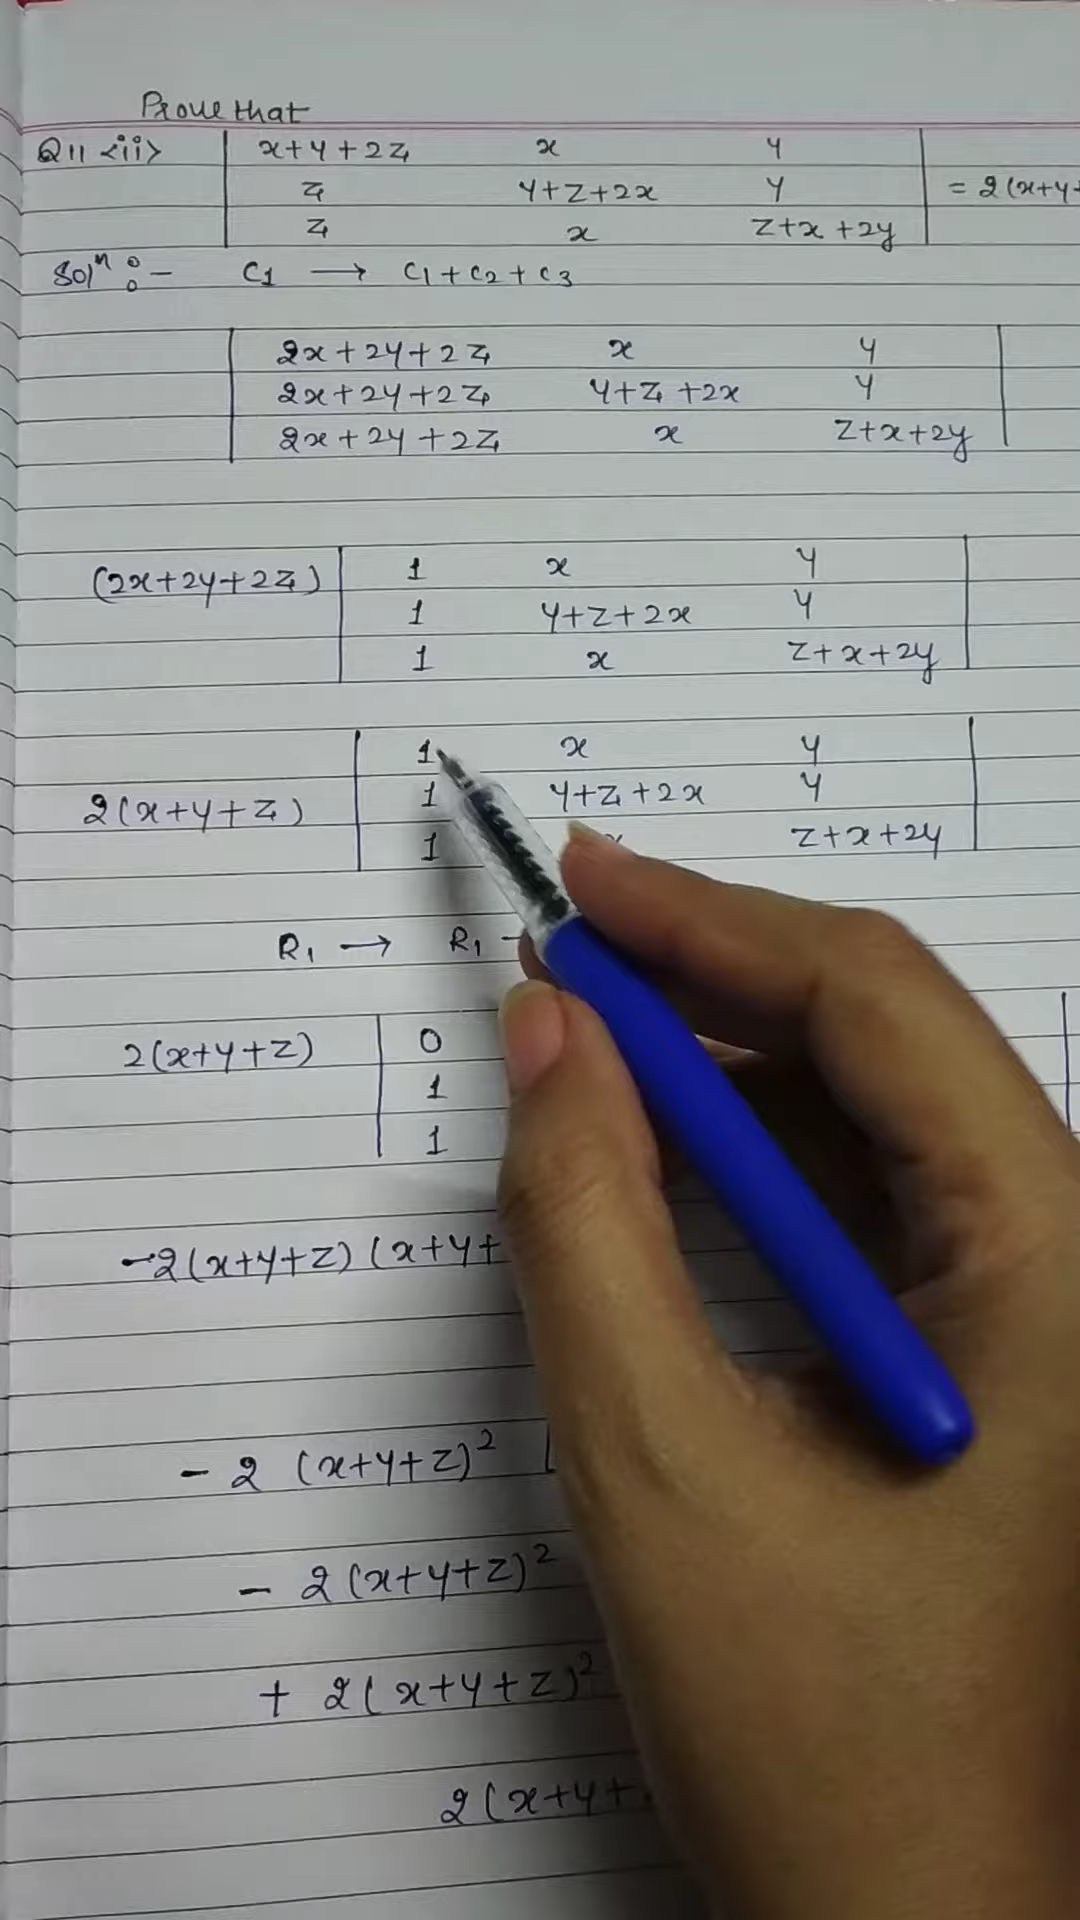 Prove that
Q11 <ii> | x+y+2z x y |
| z y+z+2x y | = 2(x+y+
| z x z+x+2y |
Solⁿ :- C1 → C1+C2+C3
| 2x+2y+2z x y |
| 2x+2y+2z y+z+2x y |
| 2x+2y+2z x z+x+2y |
(2x+2y+2z) | 1 x y |
| 1 y+z+2x y |
| 1 x z+x+2y |
| 1 x y |
2(x+y+z) | 1 y+z+2x y |
| 1 x z+x+2y |
R1 → R1 -
2(x+y+z) | 0
| 1
| 1
-2(x+y+z) (x+y+
- 2 (x+y+z)² |
- 2(x+y+z)²
+ 2(x+y+z)²
2(x+y+